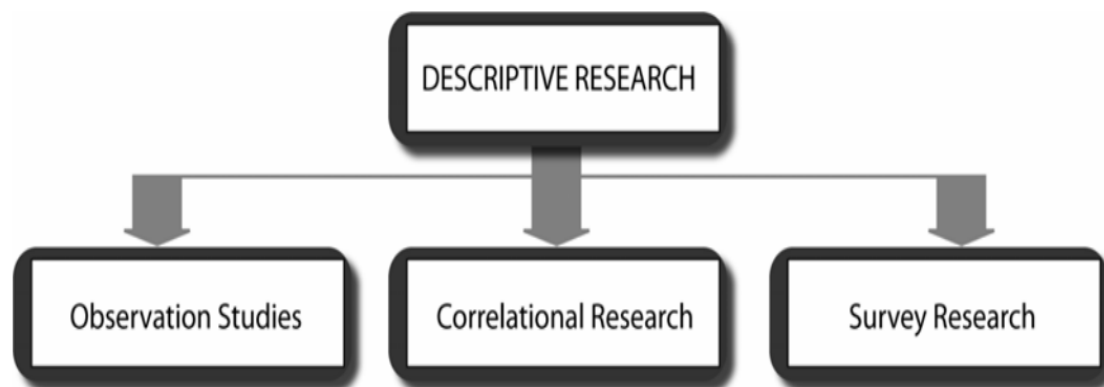 DESCRIPTIVE RESEARCH
Observation Studies
Correlational Research
Survey Research